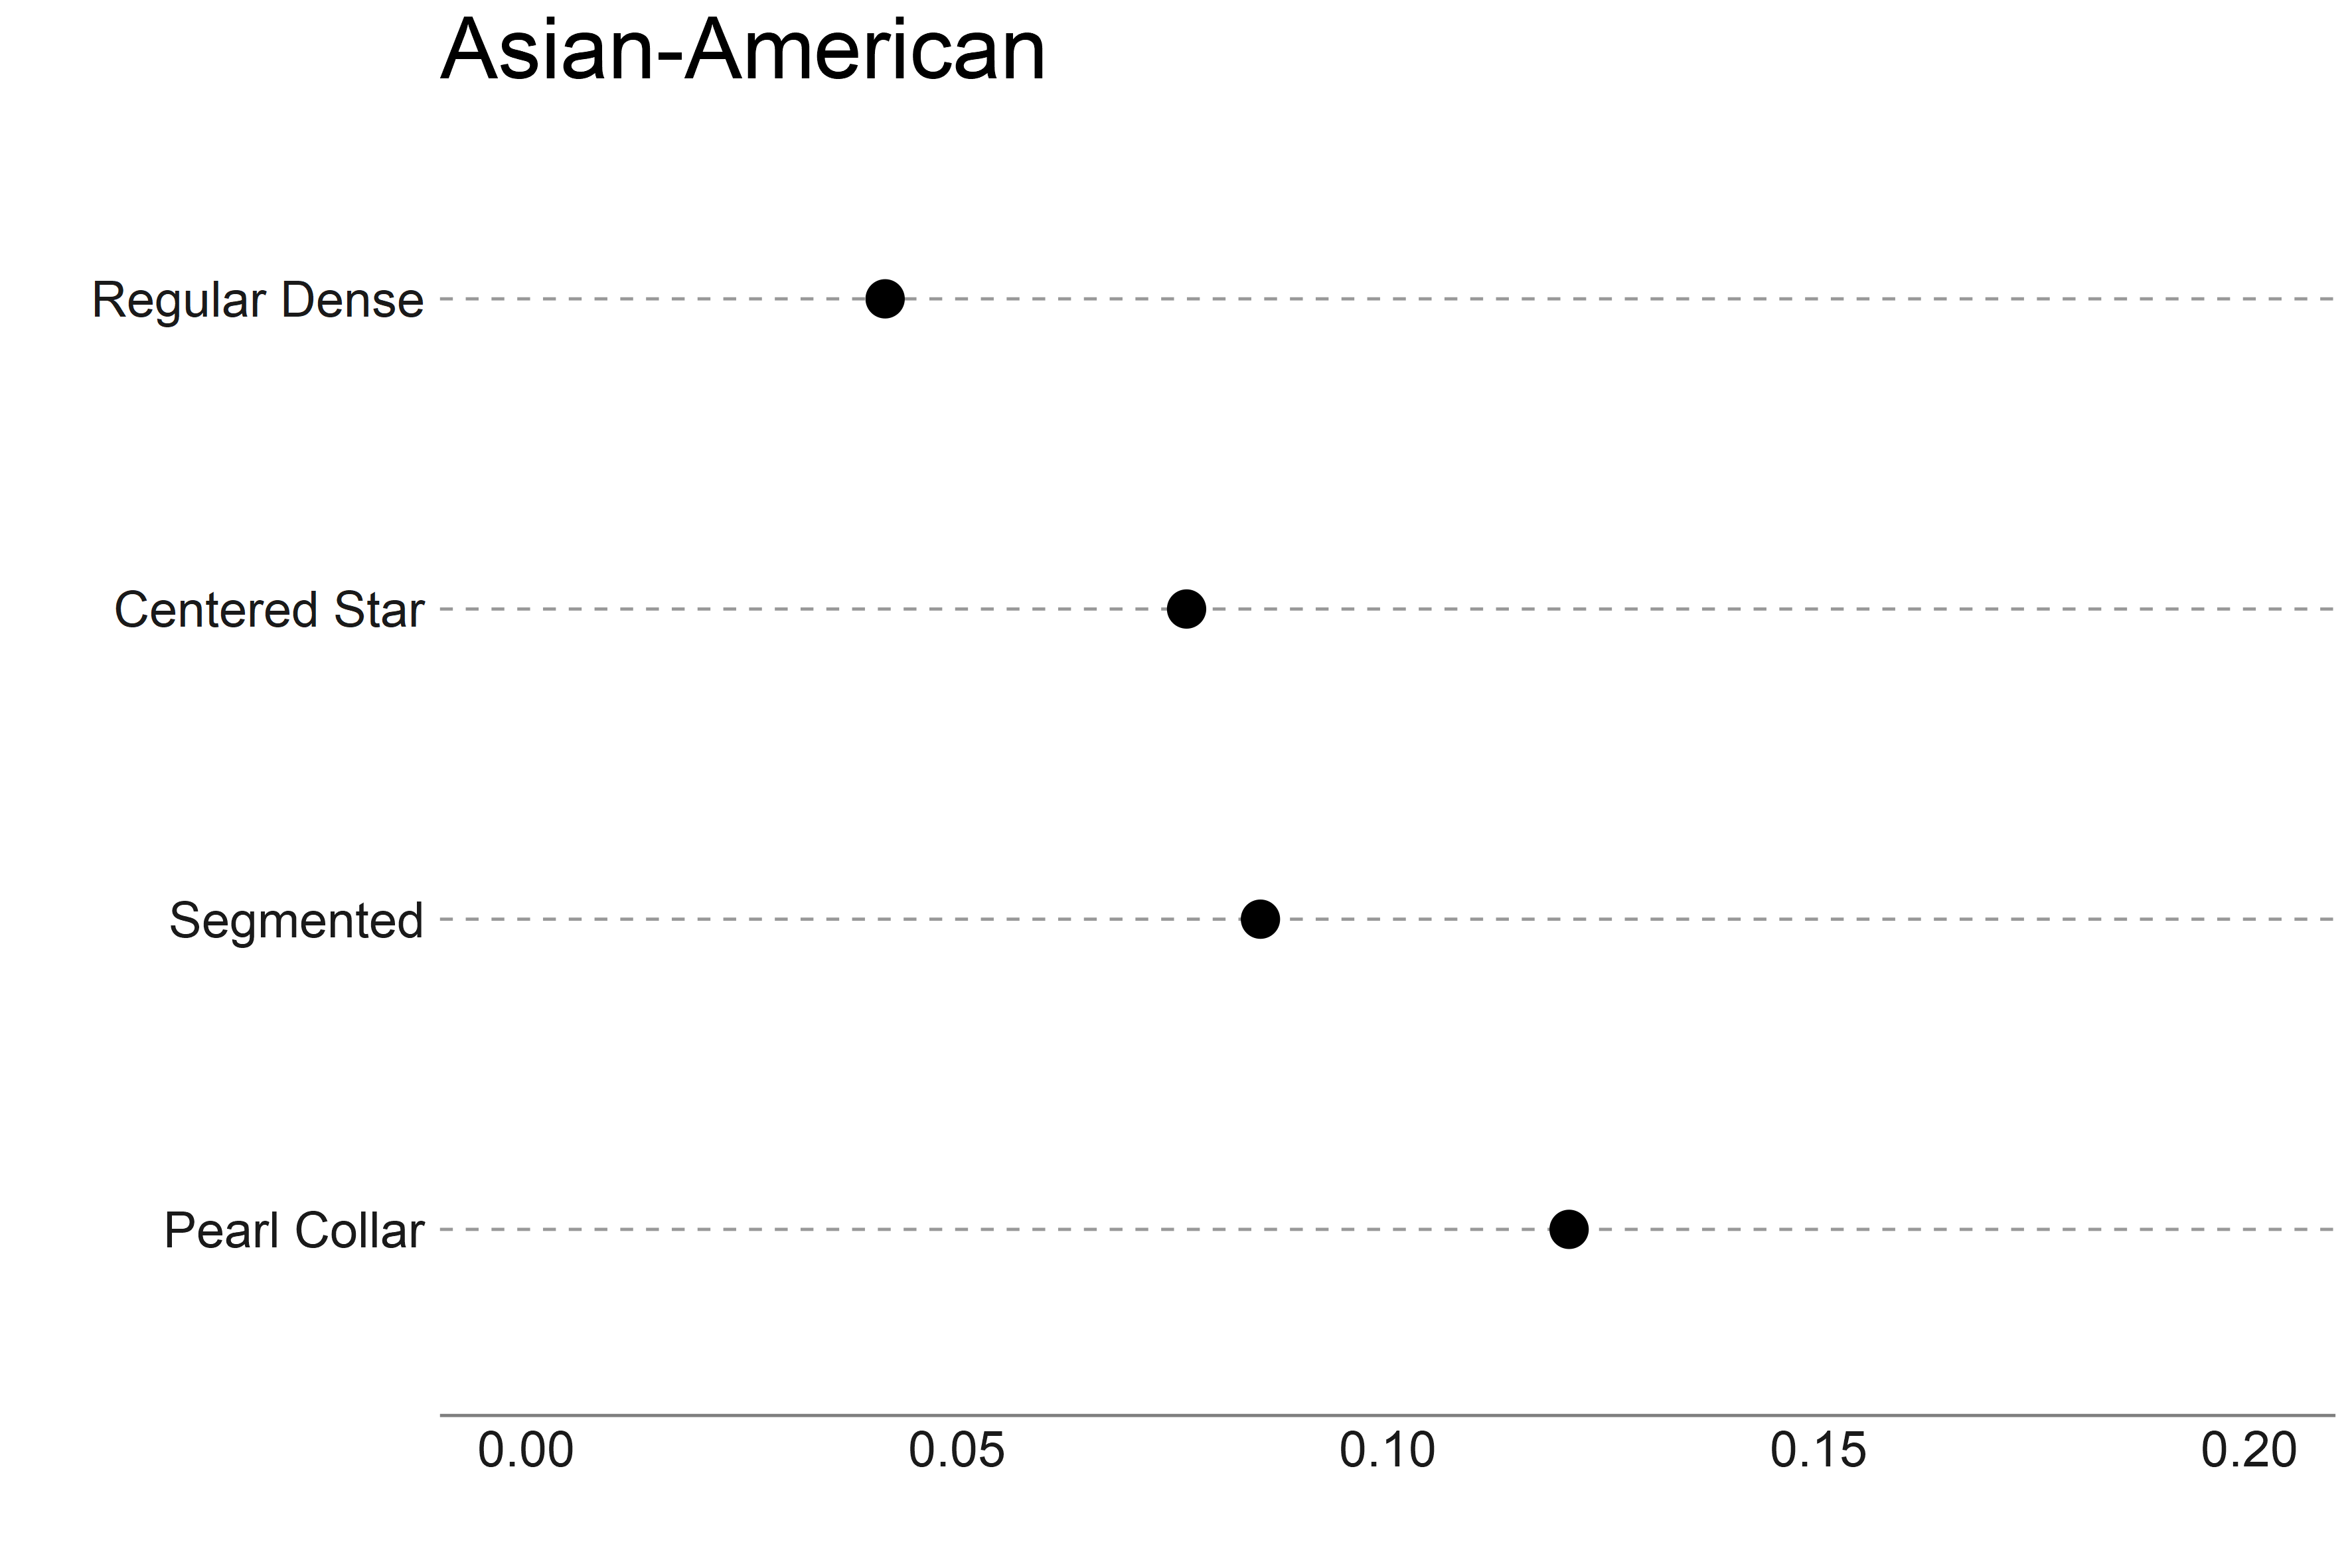 Asian-American
Regular Dense
Centered Star
Segmented
Pearl Collar
0.00 0.05 0.10 0.15 0.20